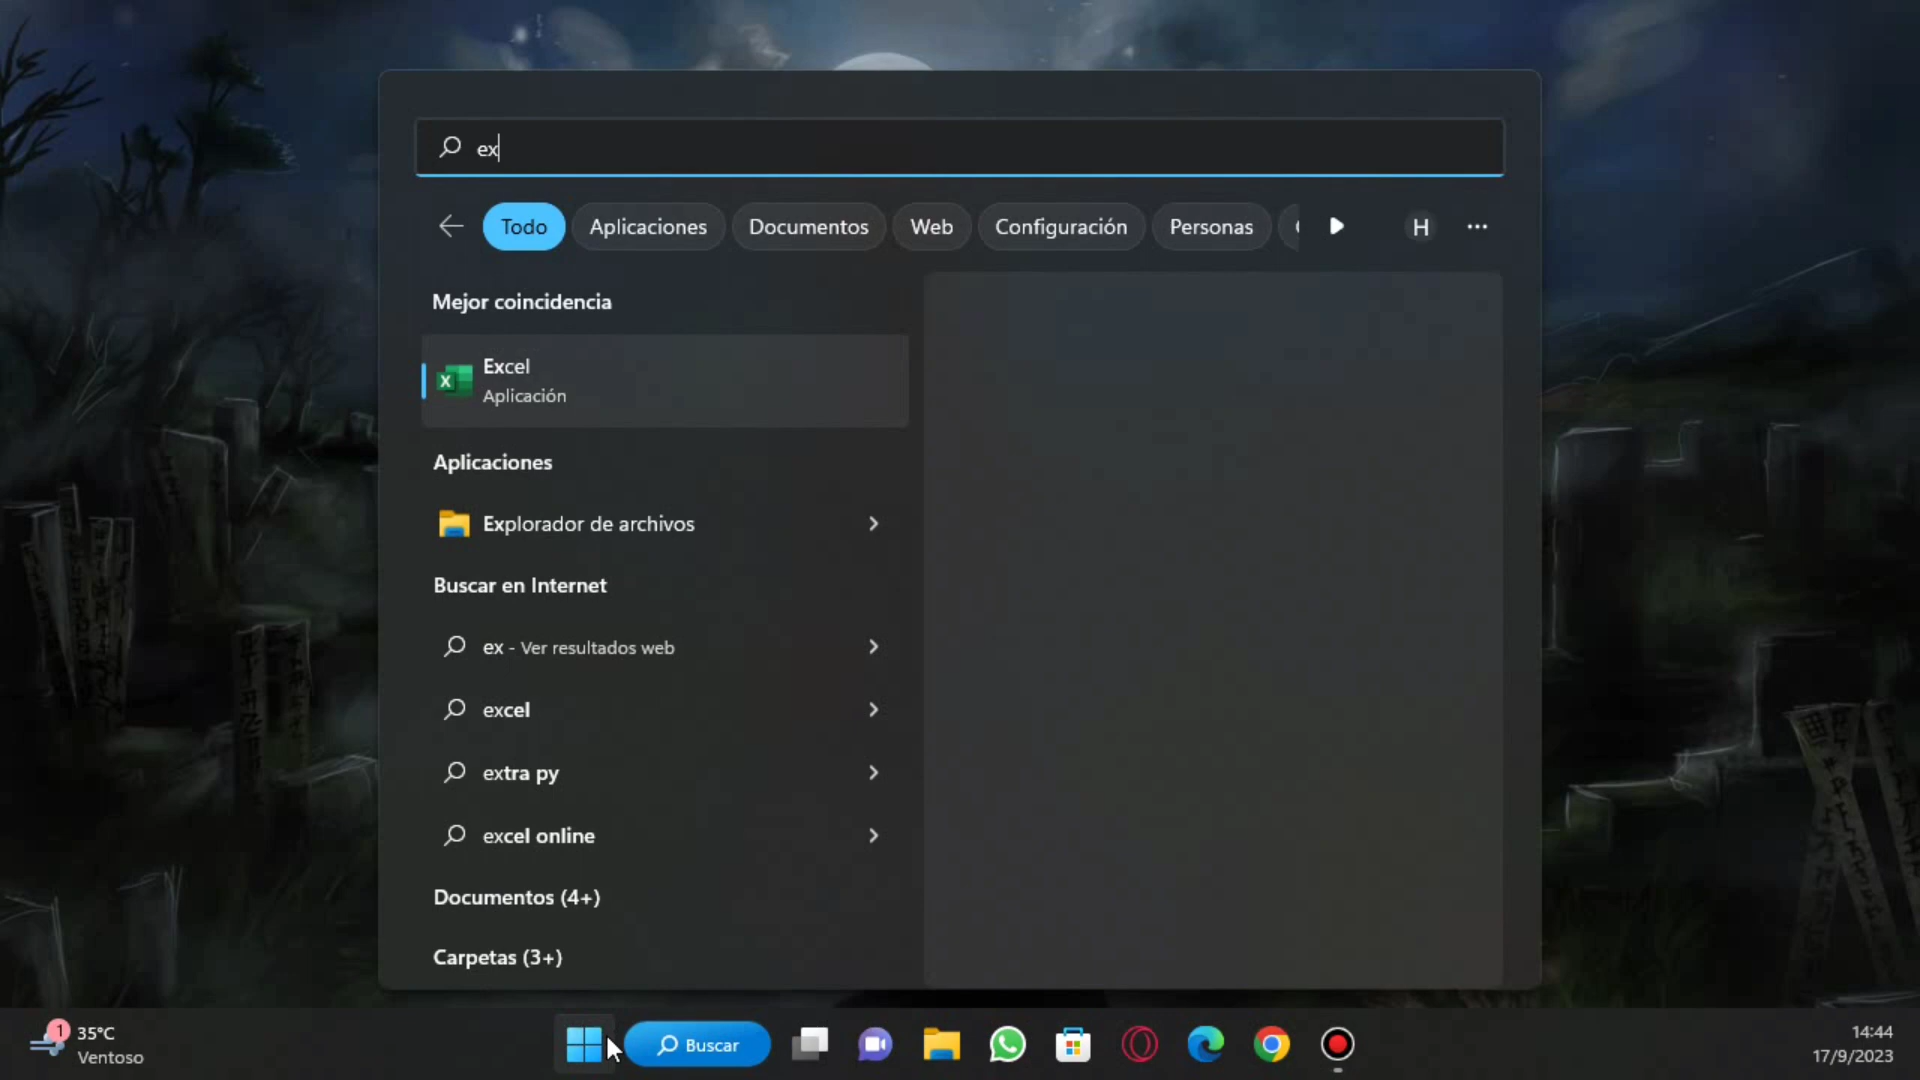 ex
Todo
Aplicaciones
Documentos
Web
Configuración
Personas
H
Mejor coincidencia
Excel
Aplicación
Aplicaciones
Explorador de archivos
Buscar en Internet
ex - Ver resultados web
excel
extra py
excel online
Documentos (4+)
Carpetas (3+)
1
35°C
Ventoso
Buscar
14:44
17/9/2023